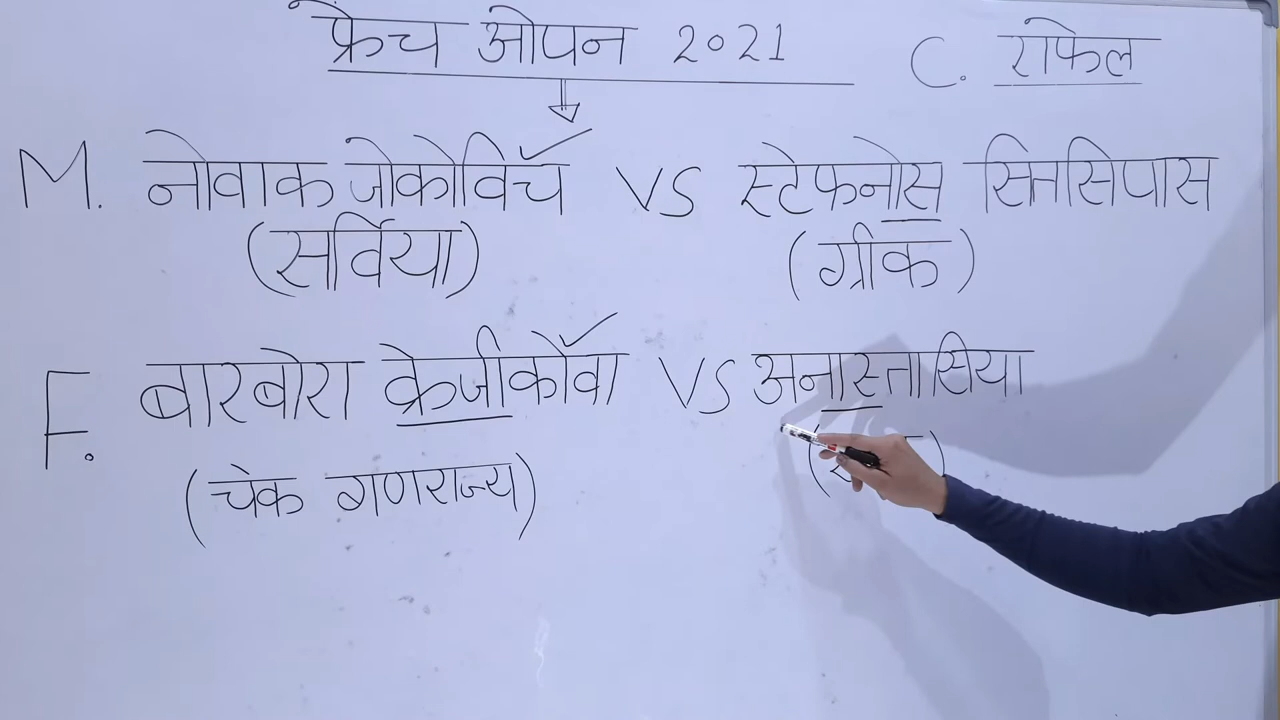 फ्रेंच ओपन 2021
C. राफेल
M. नोवाक जोकोविच VS स्टेफनोस सितसिपास
(सर्विया) (ग्रीक)
F. बारबोरा क्रेजीकोवा VS अनास्तासिया
(चेक गणराज्य)